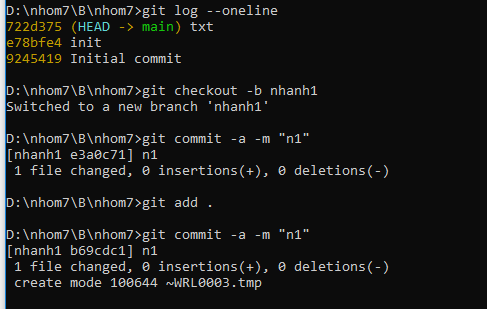 D:\nhom7\B\nhom7>git log --oneline
722d375 (HEAD -> main) txt
e78bfe4 init
9245419 Initial commit
D:\nhom7\B\nhom7>git checkout -b nhanh1
Switched to a new branch 'nhanh1'
D:\nhom7\B\nhom7>git commit -a -m "n1"
[nhanh1 e3a0c71] n1
 1 file changed, 0 insertions(+), 0 deletions(-)
D:\nhom7\B\nhom7>git add .
D:\nhom7\B\nhom7>git commit -a -m "n1"
[nhanh1 b69cdc1] n1
 1 file changed, 0 insertions(+), 0 deletions(-)
 create mode 100644 ~WRL0003.tmp